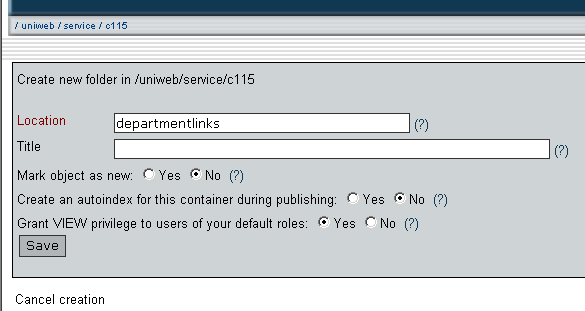 / uniweb / service / c115
Create new folder in /uniweb/service/c115
Location departmentlinks (?)
Title (?)
Mark object as new: Yes No (?)
Create an autoindex for this container during publishing: Yes No (?)
Grant VIEW privilege to users of your default roles: Yes No (?)
Save
Cancel creation